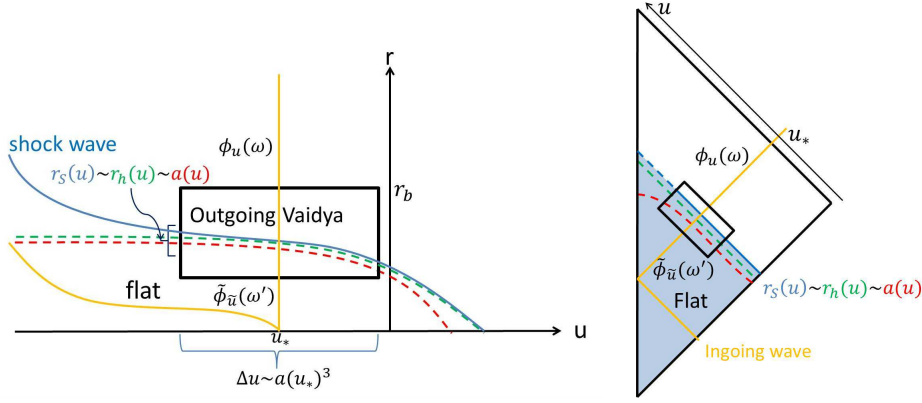 r
shock wave
ϕ_u(ω)
r_S(u)~r_h(u)~a(u)
r_b
Outgoing Vaidya
flat
ϕ̃_ũ(ω')
u_*
u
Δu~a(u_*)³
u
u_*
ϕ_u(ω)
ϕ̃_ũ(ω')
Flat
r_S(u)~r_h(u)~a(u)
Ingoing wave